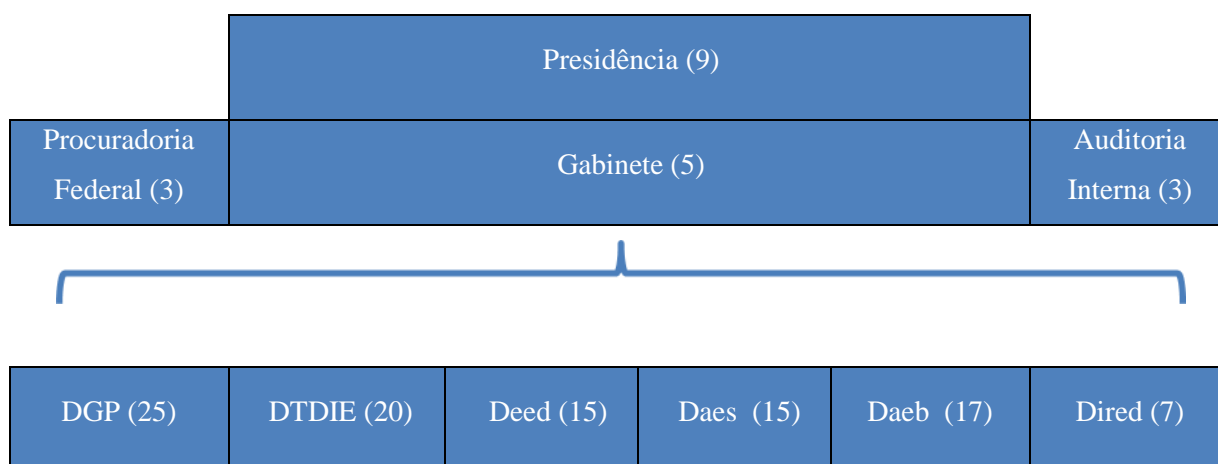 Presidência (9)
Procuradoria
Federal (3)
Gabinete (5)
Auditoria
Interna (3)
DGP (25)
DTDIE (20)
Deed (15)
Daes (15)
Daeb (17)
Dired (7)